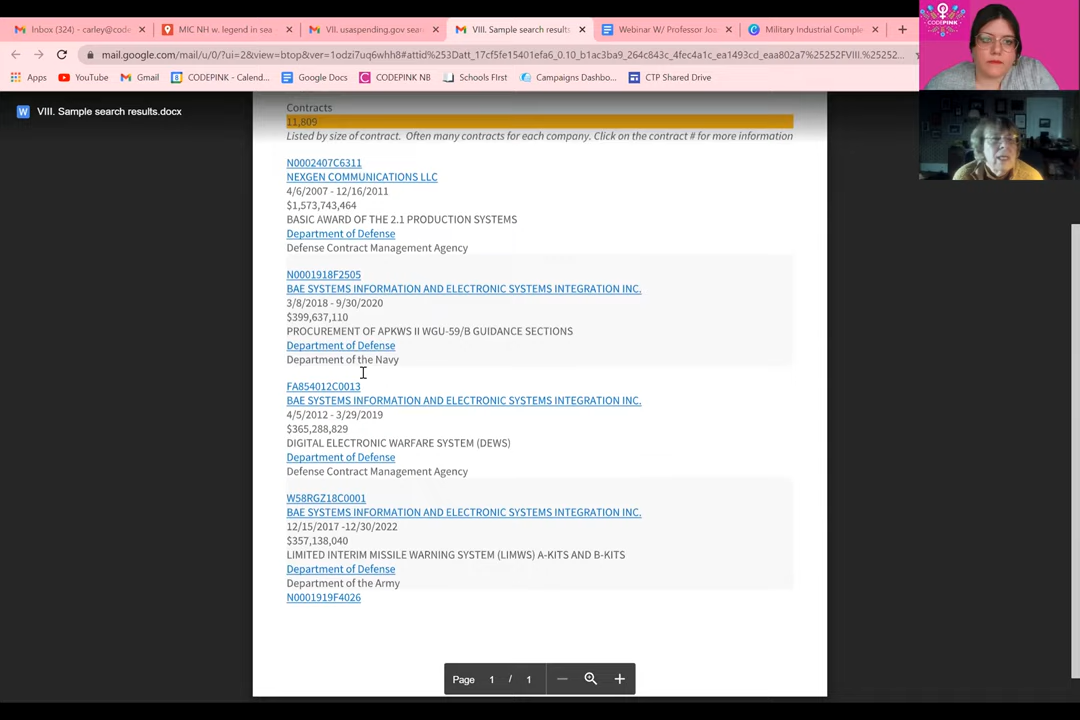 Inbox (324) - carley@code
MIC NH w. legend in sea
VII. usaspending.gov sear
VIII. Sample search results
Webinar W/ Professor Joa
Military Industrial Comple
mail.google.com/mail/u/0/?ui=2&view=btop&ver=1odzi7uq6whh8#attid%253Datt_17cf5fe15401efa6_0.10_b1ac3ba9_264c843c_4fec4a1c_ea1493cd_eaa802a7%25252FVIII.%25252...
Apps
YouTube
Gmail
CODEPINK - Calend...
Google Docs
CODEPINK NB
Schools FIrst
Campaigns Dashbo...
CTP Shared Drive
CODEPINK
W VIII. Sample search results.docx
Contracts
11,809
Listed by size of contract. Often many contracts for each company. Click on the contract # for more information
N0002407C6311
NEXGEN COMMUNICATIONS LLC
4/6/2007 - 12/16/2011
$1,573,743,464
BASIC AWARD OF THE 2.1 PRODUCTION SYSTEMS
Department of Defense
Defense Contract Management Agency
N0001918F2505
BAE SYSTEMS INFORMATION AND ELECTRONIC SYSTEMS INTEGRATION INC.
3/8/2018 - 9/30/2020
$399,637,110
PROCUREMENT OF APKWS II WGU-59/B GUIDANCE SECTIONS
Department of Defense
Department of the Navy
FA854012C0013
BAE SYSTEMS INFORMATION AND ELECTRONIC SYSTEMS INTEGRATION INC.
4/5/2012 - 3/29/2019
$365,288,829
DIGITAL ELECTRONIC WARFARE SYSTEM (DEWS)
Department of Defense
Defense Contract Management Agency
W58RGZ18C0001
BAE SYSTEMS INFORMATION AND ELECTRONIC SYSTEMS INTEGRATION INC.
12/15/2017 -12/30/2022
$357,138,040
LIMITED INTERIM MISSILE WARNING SYSTEM (LIMWS) A-KITS AND B-KITS
Department of Defense
Department of the Army
N0001919F4026
Page 1 / 1